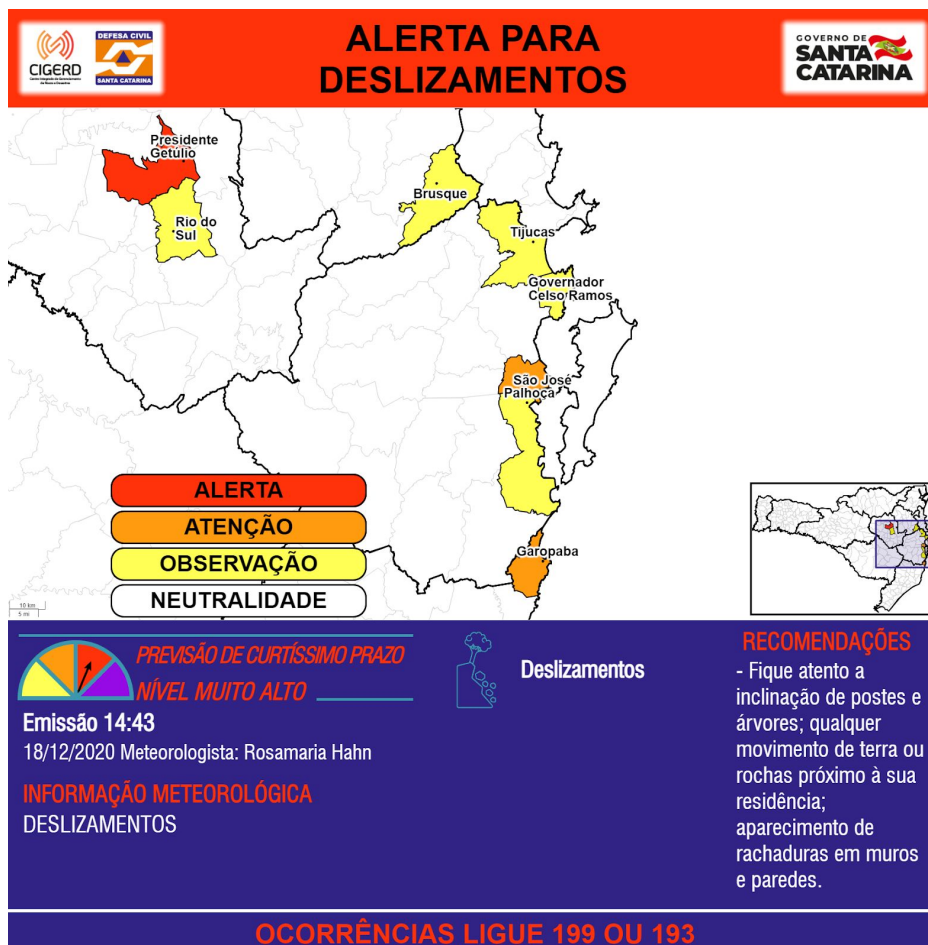 CIGERD
DEFESA CIVIL
SANTA CATARINA
ALERTA PARA
DESLIZAMENTOS
GOVERNO DE
SANTA
CATARINA
Presidente
Getulio
Rio do
Sul
Brusque
Tijucas
Governador
Celso Ramos
São José
Palhoça
Garopaba
ALERTA
ATENÇÃO
OBSERVAÇÃO
NEUTRALIDADE
10 km
5 mi
PREVISÃO DE CURTÍSSIMO PRAZO
NÍVEL MUITO ALTO
Emissão 14:43
18/12/2020 Meteorologista: Rosamaria Hahn
INFORMAÇÃO METEOROLÓGICA
DESLIZAMENTOS
Deslizamentos
RECOMENDAÇÕES
- Fique atento a
inclinação de postes e
árvores; qualquer
movimento de terra ou
rochas próximo à sua
residência;
aparecimento de
rachaduras em muros
e paredes.
OCORRÊNCIAS LIGUE 199 OU 193